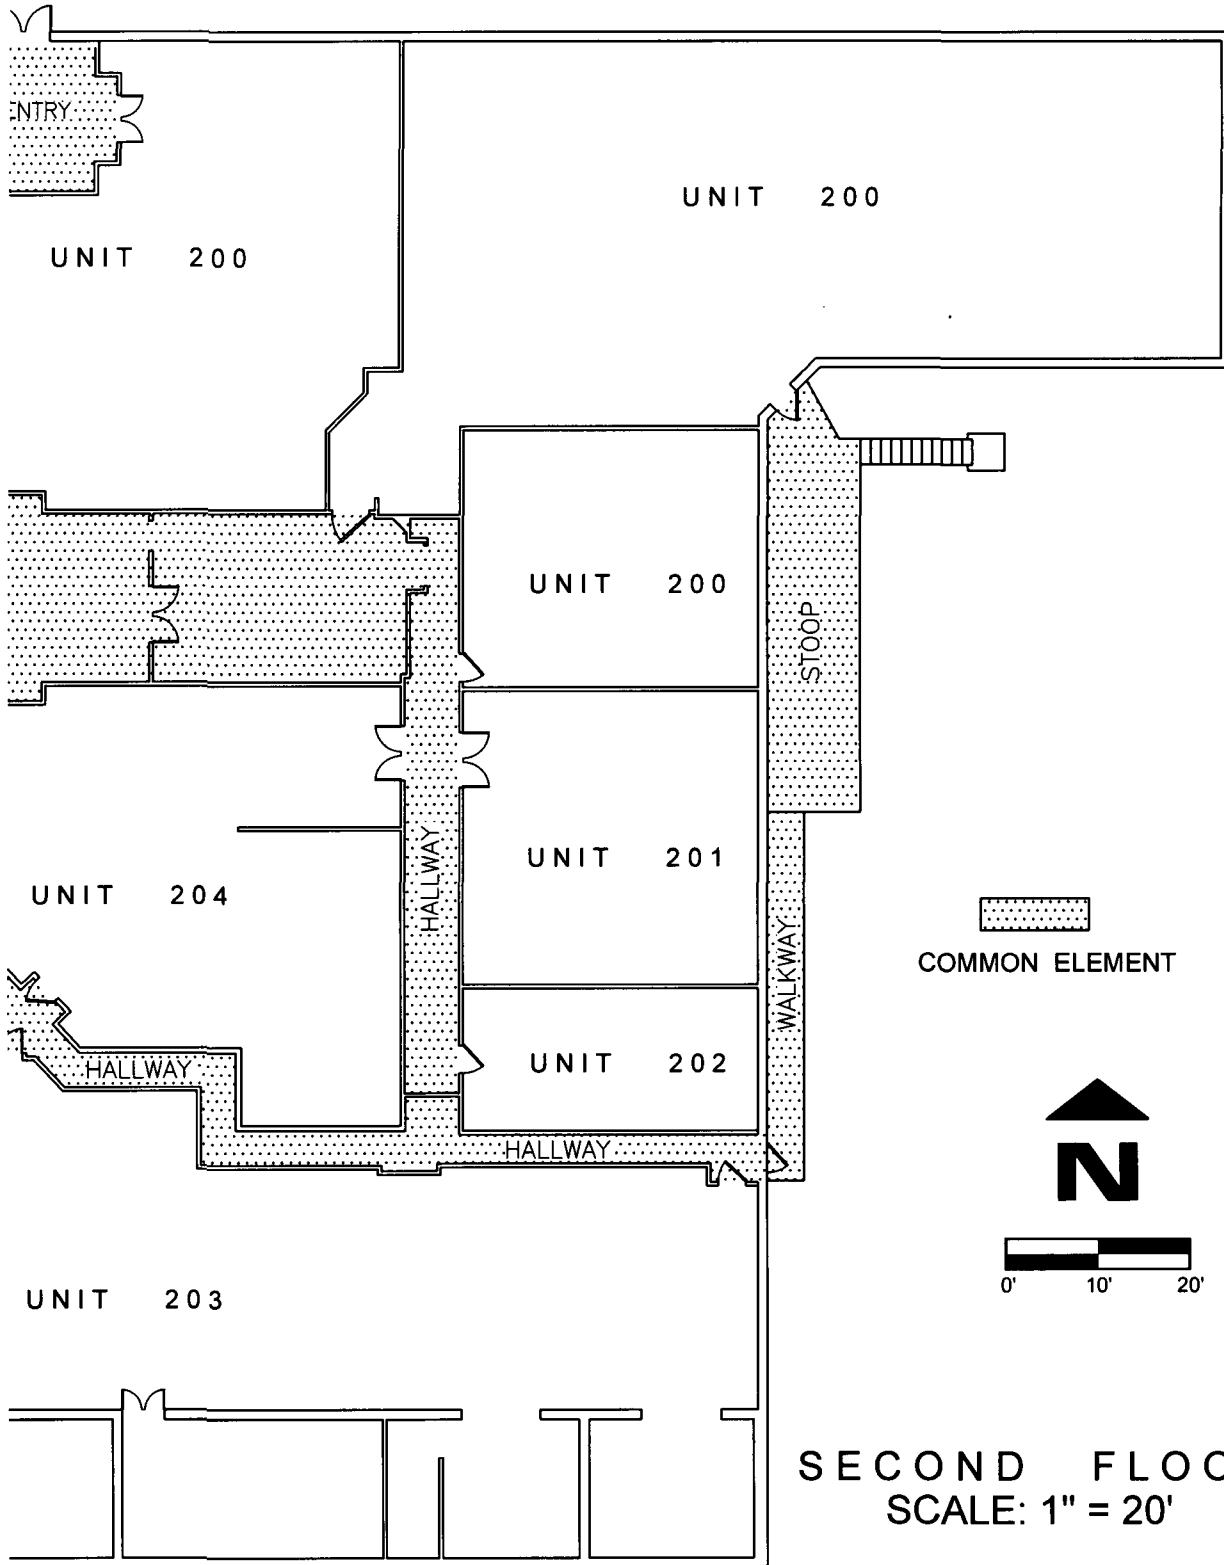 ENTRY
UNIT 200
UNIT 200
UNIT 200
STOOP
UNIT 201
HALLWAY
UNIT 204
COMMON ELEMENT
WALKWAY
UNIT 202
HALLWAY
HALLWAY
N
0' 10' 20'
UNIT 203
SECOND FLOO
SCALE: 1" = 20'